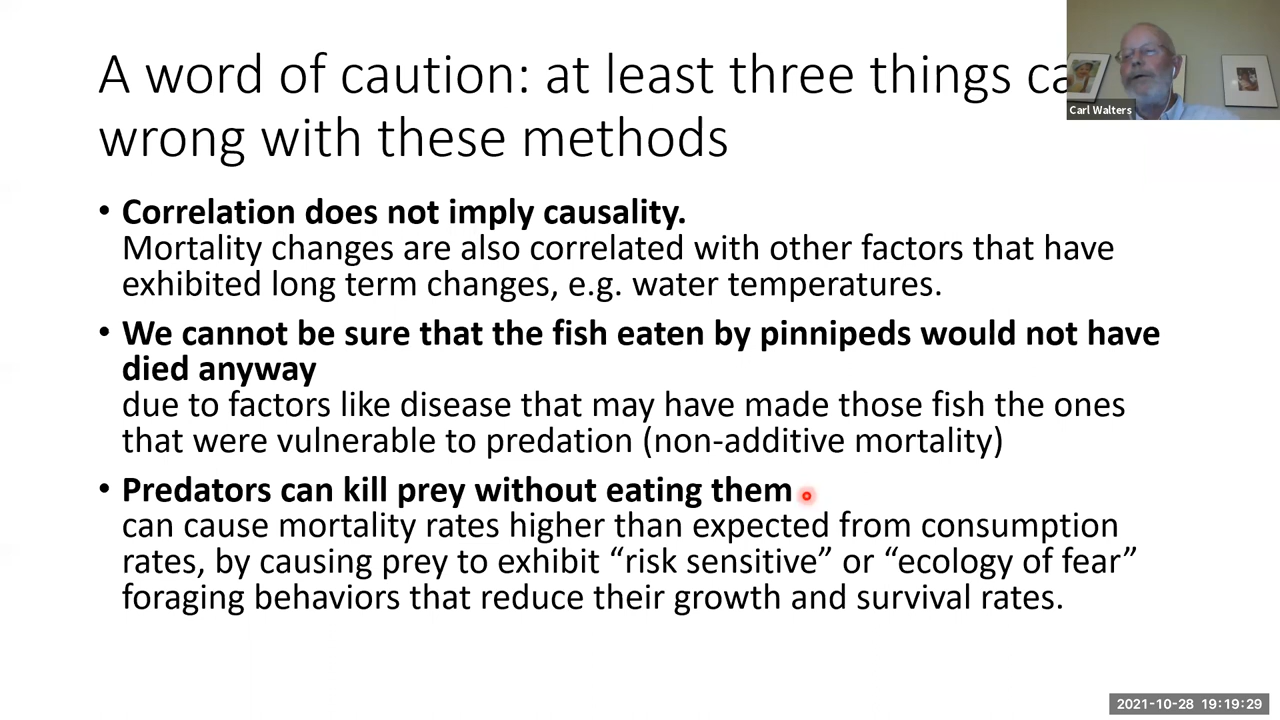 A word of caution: at least three things
wrong with these methods
• Correlation does not imply causality.
Mortality changes are also correlated with other factors that have
exhibited long term changes, e.g. water temperatures.
• We cannot be sure that the fish eaten by pinnipeds would not have
died anyway
due to factors like disease that may have made those fish the ones
that were vulnerable to predation (non-additive mortality)
• Predators can kill prey without eating them
can cause mortality rates higher than expected from consumption
rates, by causing prey to exhibit “risk sensitive” or “ecology of fear”
foraging behaviors that reduce their growth and survival rates.
Carl Walters
2021-10-28 19:19:29